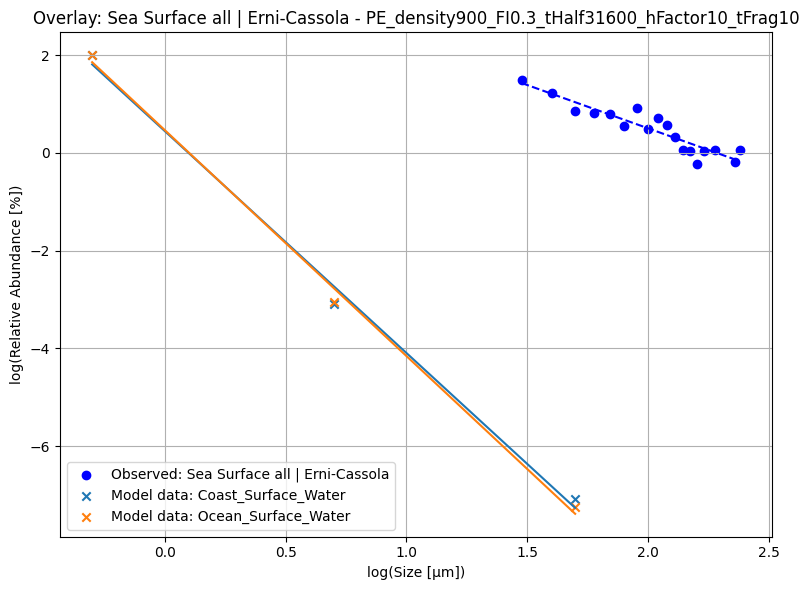 Overlay: Sea Surface all | Erni-Cassola - PE_density900_FI0.3_tHalf31600_hFactor10_tFrag10
log(Relative Abundance [%])
2
0
−2
−4
−6
Observed: Sea Surface all | Erni-Cassola
Model data: Coast_Surface_Water
Model data: Ocean_Surface_Water
0.0
0.5
1.0
1.5
2.0
2.5
log(Size [μm])